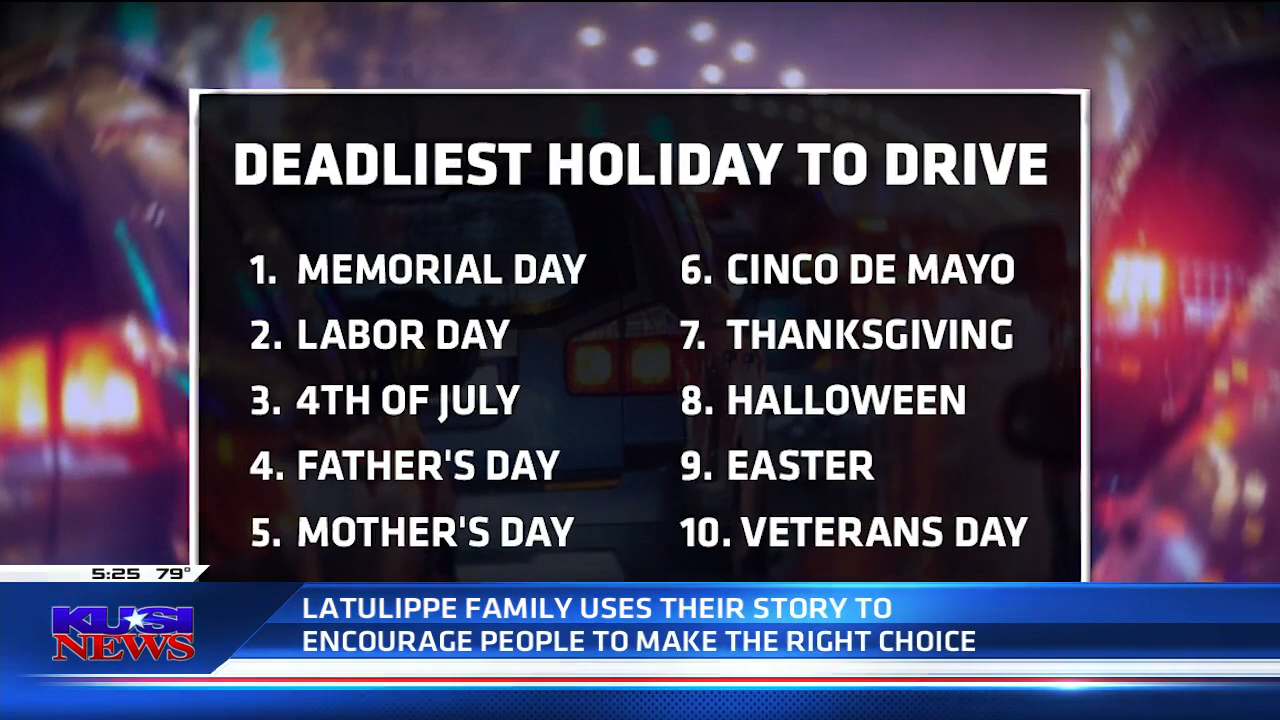 DEADLIEST HOLIDAY TO DRIVE
1. MEMORIAL DAY
2. LABOR DAY
3. 4TH OF JULY
4. FATHER'S DAY
5. MOTHER'S DAY
6. CINCO DE MAYO
7. THANKSGIVING
8. HALLOWEEN
9. EASTER
10. VETERANS DAY
5:25 79°
KUSI
NEWS
LATULIPPE FAMILY USES THEIR STORY TO
ENCOURAGE PEOPLE TO MAKE THE RIGHT CHOICE